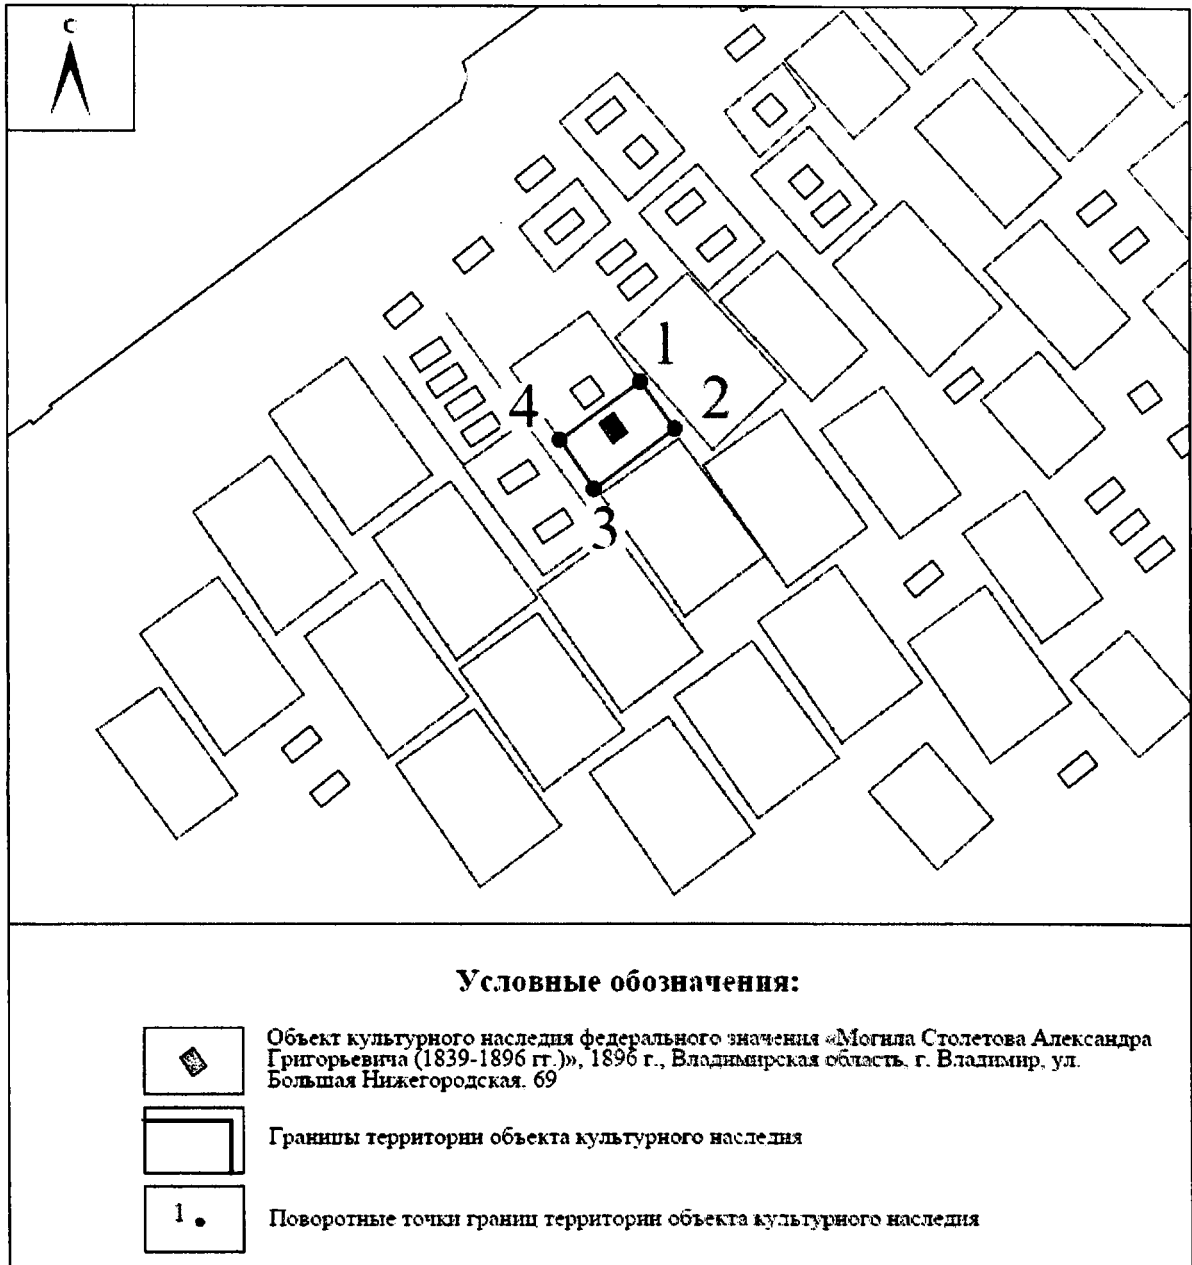 С
1
2
4
3
Условные обозначения:
Объект культурного наследия федерального значения «Могила Столетова Александра
Григорьевича (1839-1896 гг.)», 1896 г., Владимирская область, г. Владимир, ул.
Большая Нижегородская. 69
Границы территории объекта культурного наследия
1
Поворотные точки границ территории объекта культурного наследия